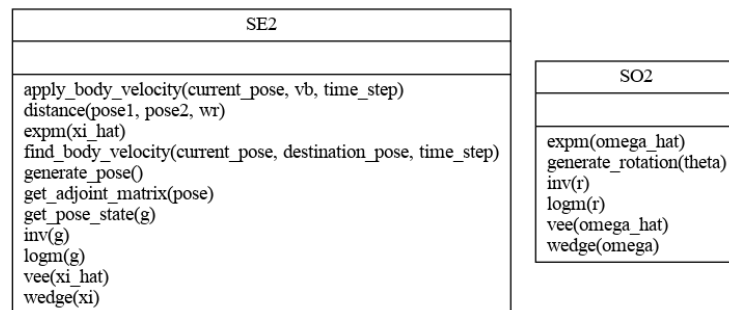 SE2
apply_body_velocity(current_pose, vb, time_step)
distance(pose1, pose2, wr)
expm(xi_hat)
find_body_velocity(current_pose, destination_pose, time_step)
generate_pose()
get_adjoint_matrix(pose)
get_pose_state(g)
inv(g)
logm(g)
vee(xi_hat)
wedge(xi)
SO2
expm(omega_hat)
generate_rotation(theta)
inv(r)
logm(r)
vee(omega_hat)
wedge(omega)